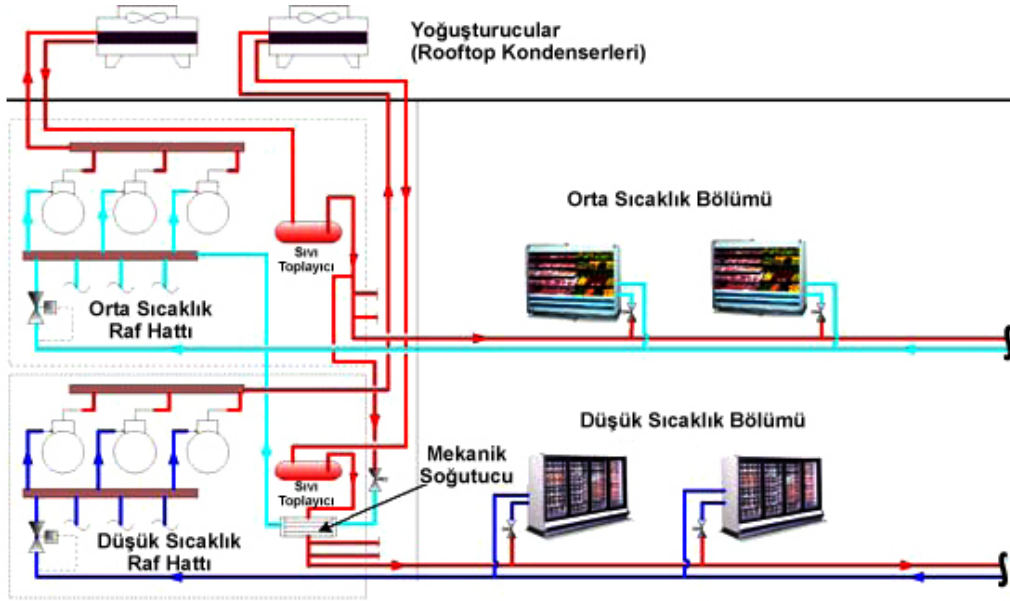 Yoğuşturucular
(Rooftop Kondenserleri)
Orta Sıcaklık Bölümü
Sıvı
Toplayıcı
Orta Sıcaklık
Raf Hattı
Düşük Sıcaklık Bölümü
Mekanik
Soğutucu
Sıvı
Toplayıcı
Düşük Sıcaklık
Raf Hattı